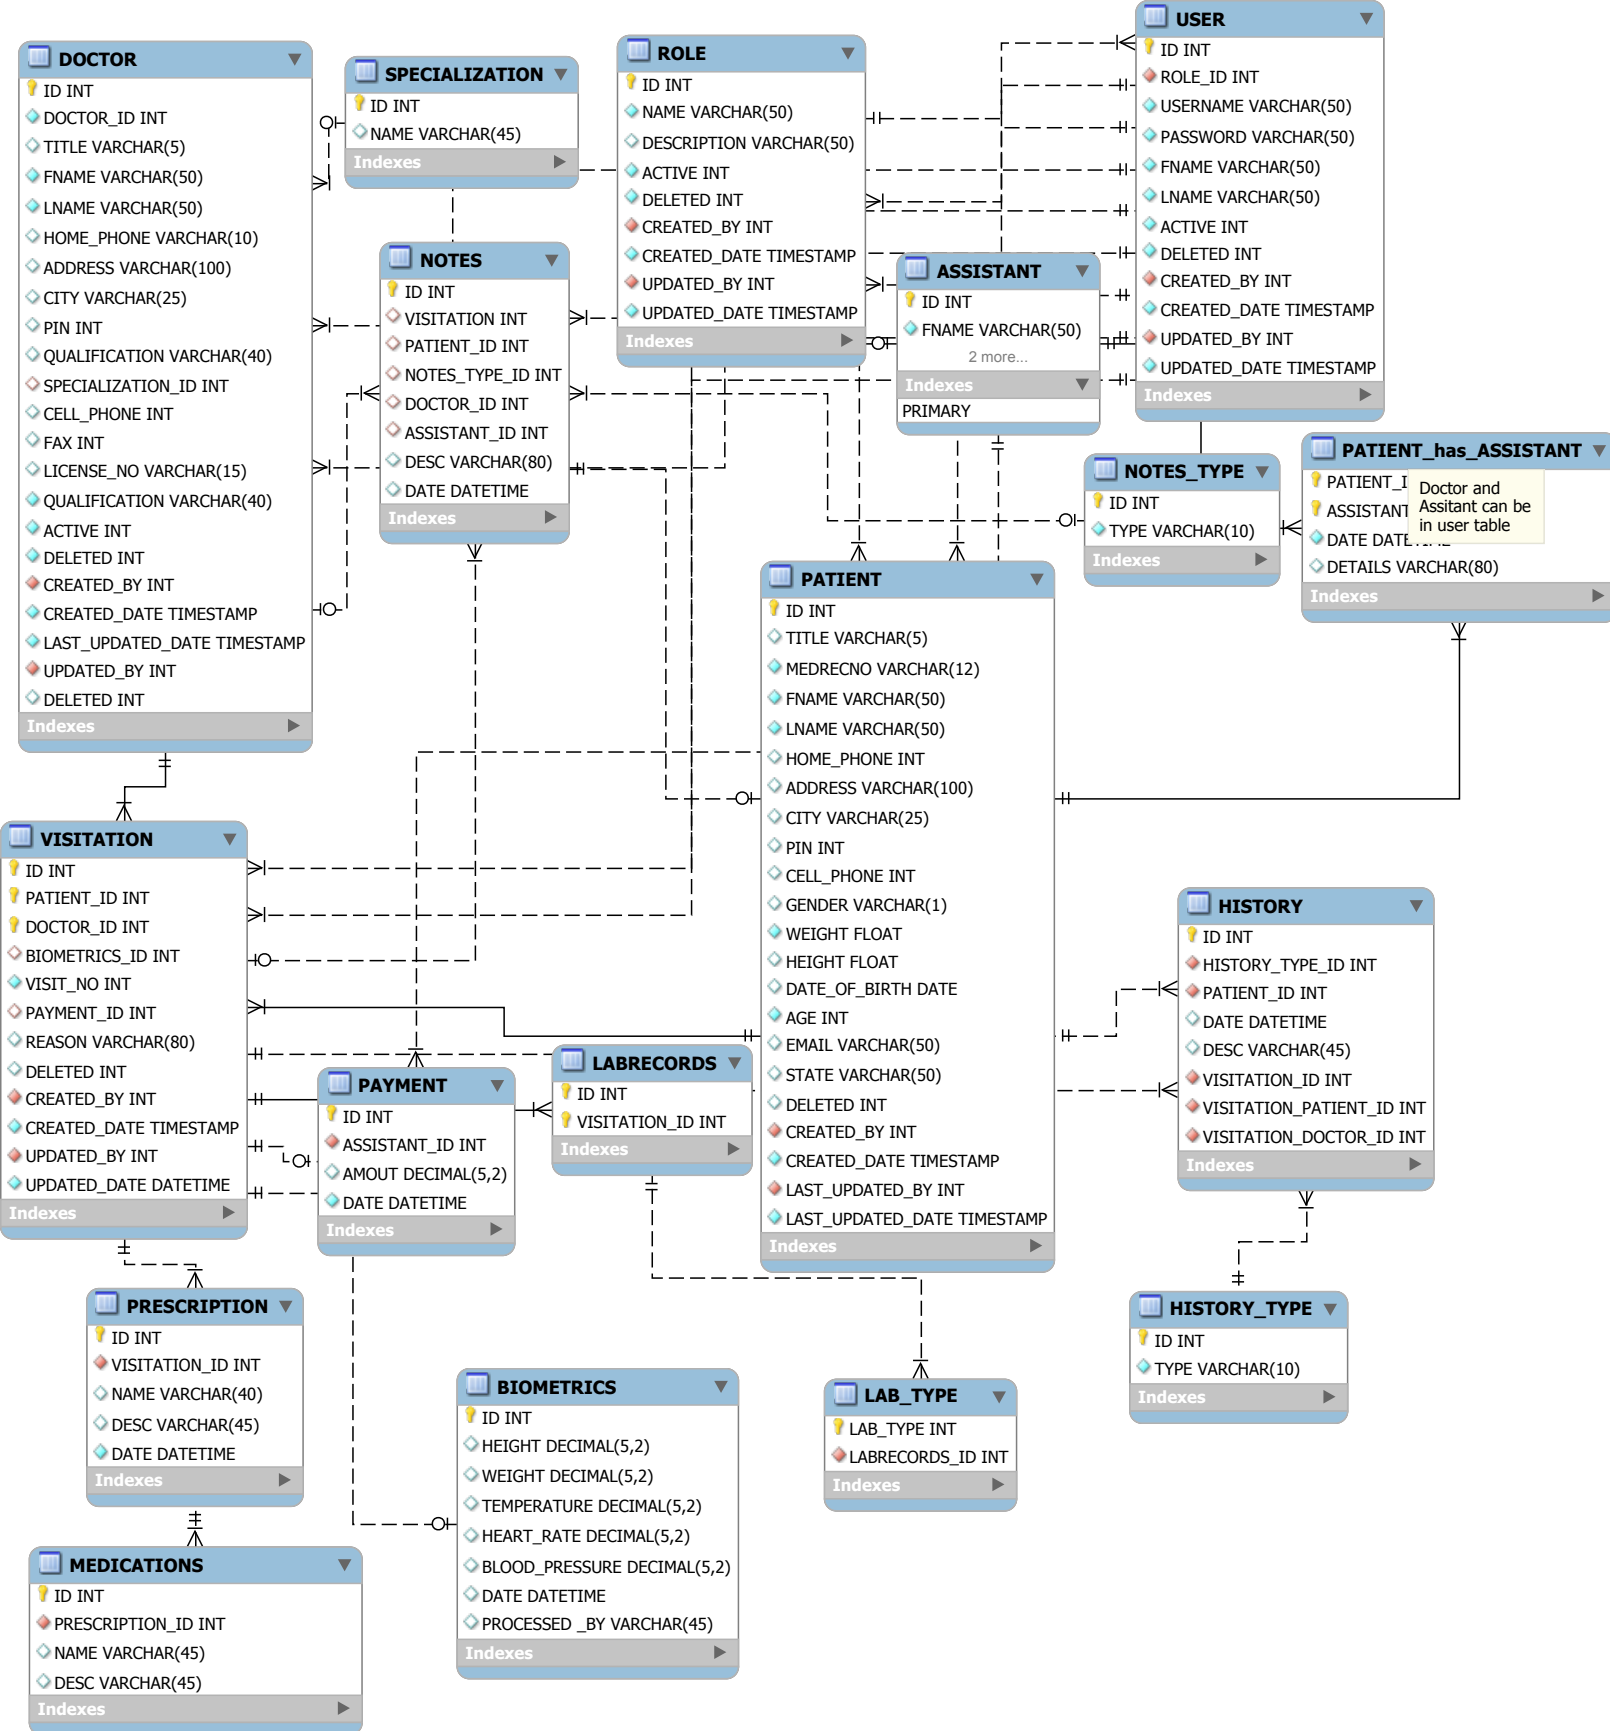 DOCTOR
ID INT
DOCTOR_ID INT
TITLE VARCHAR(5)
FNAME VARCHAR(50)
LNAME VARCHAR(50)
HOME_PHONE VARCHAR(10)
ADDRESS VARCHAR(100)
CITY VARCHAR(25)
PIN INT
QUALIFICATION VARCHAR(40)
SPECIALIZATION_ID INT
CELL_PHONE INT
FAX INT
LICENSE_NO VARCHAR(15)
QUALIFICATION VARCHAR(40)
ACTIVE INT
DELETED INT
CREATED_BY INT
CREATED_DATE TIMESTAMP
LAST_UPDATED_DATE TIMESTAMP
UPDATED_BY INT
DELETED INT
Indexes
SPECIALIZATION
ID INT
NAME VARCHAR(45)
Indexes
ROLE
ID INT
NAME VARCHAR(50)
DESCRIPTION VARCHAR(50)
ACTIVE INT
DELETED INT
CREATED_BY INT
CREATED_DATE TIMESTAMP
UPDATED_BY INT
UPDATED_DATE TIMESTAMP
Indexes
USER
ID INT
ROLE_ID INT
USERNAME VARCHAR(50)
PASSWORD VARCHAR(50)
FNAME VARCHAR(50)
LNAME VARCHAR(50)
ACTIVE INT
DELETED INT
CREATED_BY INT
CREATED_DATE TIMESTAMP
UPDATED_BY INT
UPDATED_DATE TIMESTAMP
Indexes
NOTES
ID INT
VISITATION INT
PATIENT_ID INT
NOTES_TYPE_ID INT
DOCTOR_ID INT
ASSISTANT_ID INT
DESC VARCHAR(80)
DATE DATETIME
Indexes
ASSISTANT
ID INT
FNAME VARCHAR(50)
2 more...
Indexes
PRIMARY
NOTES_TYPE
ID INT
TYPE VARCHAR(10)
Indexes
PATIENT_has_ASSISTANT
PATIENT_I
ASSISTANT
DATE
DETAILS VARCHAR(80)
Indexes
Doctor and
Assitant can be
in user table
PATIENT
ID INT
TITLE VARCHAR(5)
MEDRECNO VARCHAR(12)
FNAME VARCHAR(50)
LNAME VARCHAR(50)
HOME_PHONE INT
ADDRESS VARCHAR(100)
CITY VARCHAR(25)
PIN INT
CELL_PHONE INT
GENDER VARCHAR(1)
WEIGHT FLOAT
HEIGHT FLOAT
DATE_OF_BIRTH DATE
AGE INT
EMAIL VARCHAR(50)
STATE VARCHAR(50)
DELETED INT
CREATED_BY INT
CREATED_DATE TIMESTAMP
LAST_UPDATED_BY INT
LAST_UPDATED_DATE TIMESTAMP
Indexes
VISITATION
ID INT
PATIENT_ID INT
DOCTOR_ID INT
BIOMETRICS_ID INT
VISIT_NO INT
PAYMENT_ID INT
REASON VARCHAR(80)
DELETED INT
CREATED_BY INT
CREATED_DATE TIMESTAMP
UPDATED_BY INT
UPDATED_DATE DATETIME
Indexes
HISTORY
ID INT
HISTORY_TYPE_ID INT
PATIENT_ID INT
DATE DATETIME
DESC VARCHAR(45)
VISITATION_ID INT
VISITATION_PATIENT_ID INT
VISITATION_DOCTOR_ID INT
Indexes
PAYMENT
ID INT
ASSISTANT_ID INT
AMOUT DECIMAL(5,2)
DATE DATETIME
Indexes
LABRECORDS
ID INT
VISITATION_ID INT
Indexes
PRESCRIPTION
ID INT
VISITATION_ID INT
NAME VARCHAR(40)
DESC VARCHAR(45)
DATE DATETIME
Indexes
HISTORY_TYPE
ID INT
TYPE VARCHAR(10)
Indexes
BIOMETRICS
ID INT
HEIGHT DECIMAL(5,2)
WEIGHT DECIMAL(5,2)
TEMPERATURE DECIMAL(5,2)
HEART_RATE DECIMAL(5,2)
BLOOD_PRESSURE DECIMAL(5,2)
DATE DATETIME
PROCESSED _BY VARCHAR(45)
Indexes
LAB_TYPE
LAB_TYPE INT
LABRECORDS_ID INT
Indexes
MEDICATIONS
ID INT
PRESCRIPTION_ID INT
NAME VARCHAR(45)
DESC VARCHAR(45)
Indexes